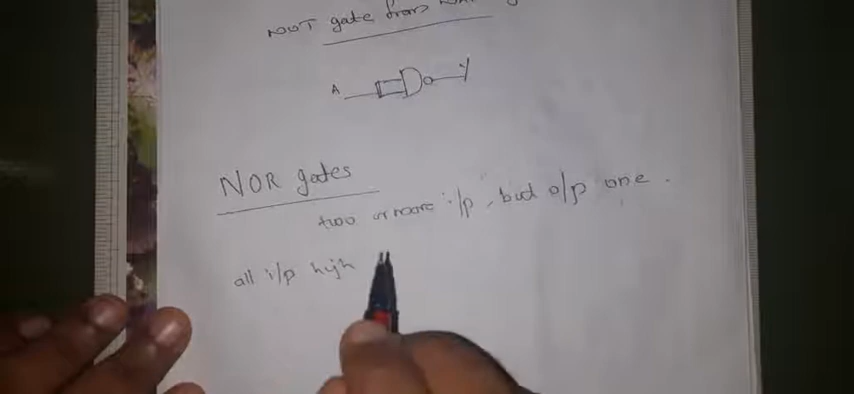 NOT gate from
A Y
NOR gates
two or more i/p, but o/p one.
all i/p high